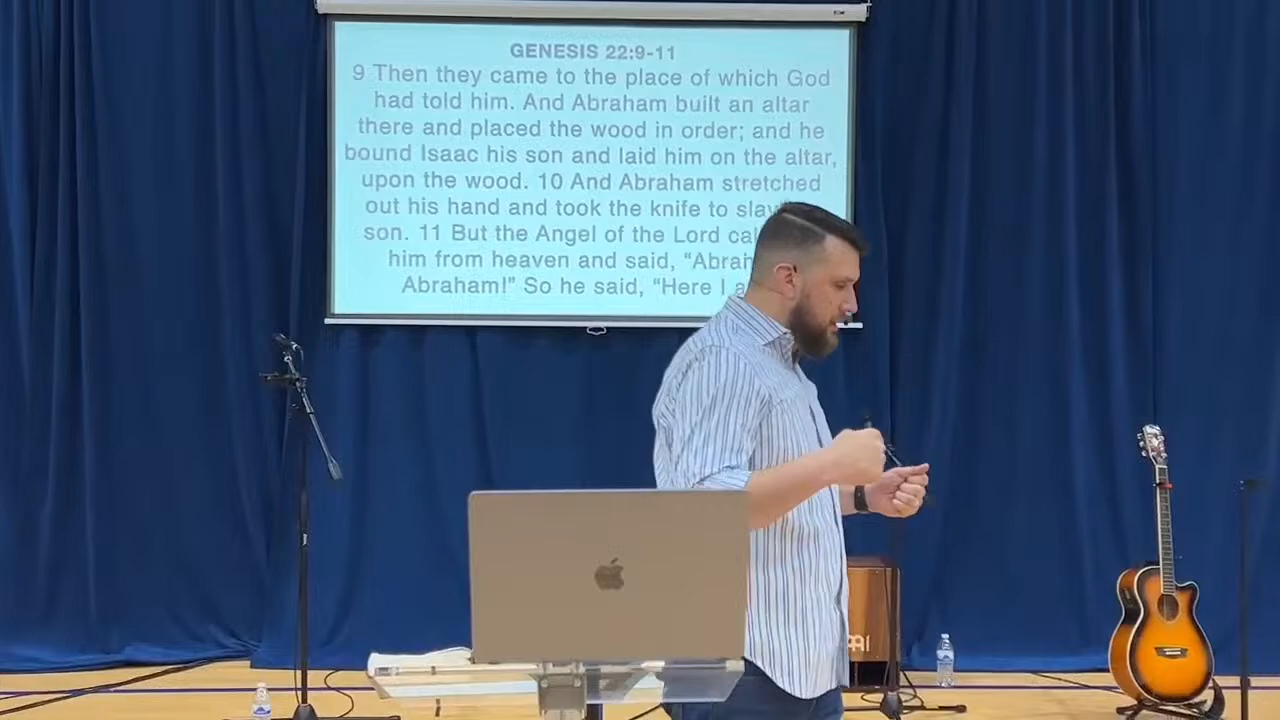 GENESIS 22:9-11
9 Then they came to the place of which God
had told him. And Abraham built an altar
there and placed the wood in order; and he
bound Isaac his son and laid him on the altar,
upon the wood. 10 And Abraham stretched
out his hand and took the knife to slay
son. 11 But the Angel of the Lord
him from heaven and said, “Abrah
Abraham!” So he said, “Here I
MEINL